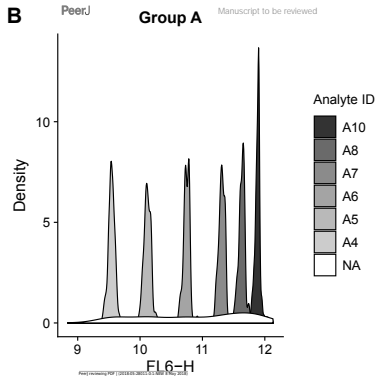 B
PeerJ
Manuscript to be reviewed
Group A
Analyte ID
A10
A8
A7
A6
A5
A4
NA
Density
10
5
0
9
10
11
12
FL6−H